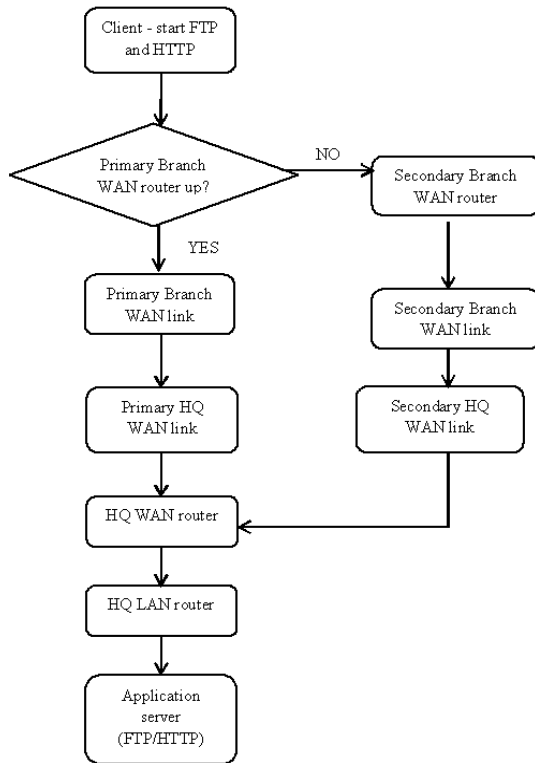 Client - start FTP
and HTTP
Primary Branch
WAN router up?
NO
Secondary Branch
WAN router
YES
Primary Branch
WAN link
Secondary Branch
WAN link
Primary HQ
WAN link
Secondary HQ
WAN link
HQ WAN router
HQ LAN router
Application
server
(FTP/HTTP)